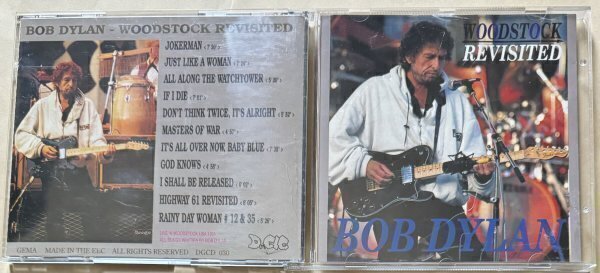 BOB DYLAN - WOODSTOCK REVISITED
JOKERMAN
JUST LIKE A WOMAN
ALL ALONG THE WATCHTOWER
IF I DIE
DON'T THINK TWICE, IT'S ALRIGHT
MASTERS OF WAR
IT'S ALL OVER NOW BABY BLUE
GOD KNOWS
I SHALL BE RELEASED
HIGHWAY 61 REVISITED
RAINY DAY WOMAN # 12 & 35
GEMA MADE IN THE E.E.C ALL RIGHTS RESERVED DGCD 030
WOODSTOCK
REVISITED
BOB DYLAN